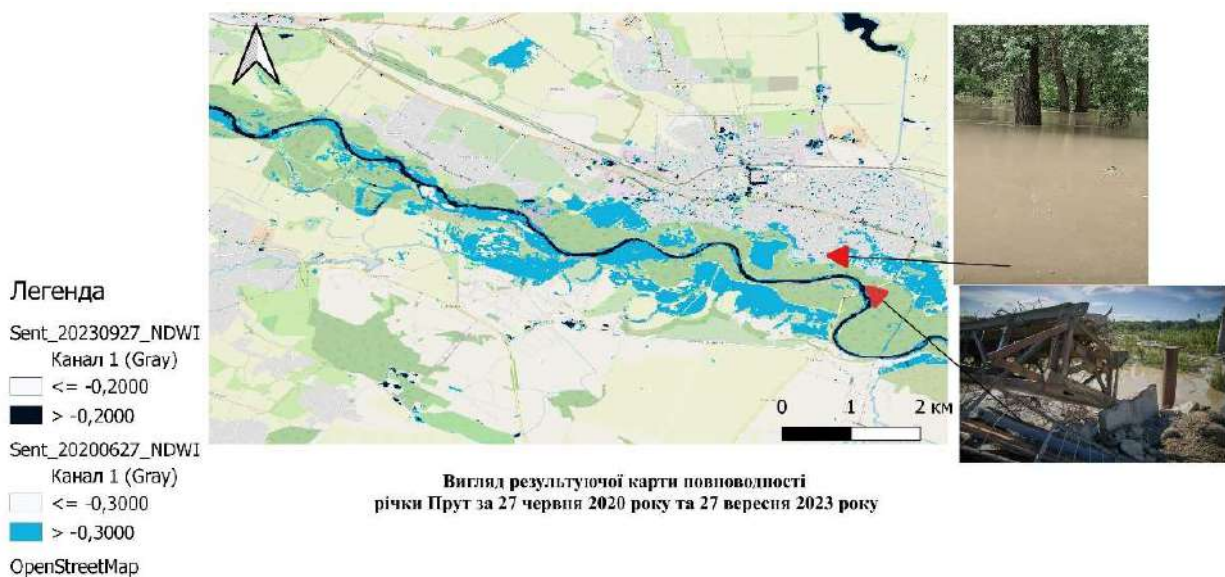 Легенда
Sent_20230927_NDWI
Канал 1 (Gray)
<= -0,2000
> -0,2000
Sent_20200627_NDWI
Канал 1 (Gray)
<= -0,3000
> -0,3000
OpenStreetMap
0 1 2 км
Вигляд результуючої карти повноводності
річки Прут за 27 червня 2020 року та 27 вересня 2023 року